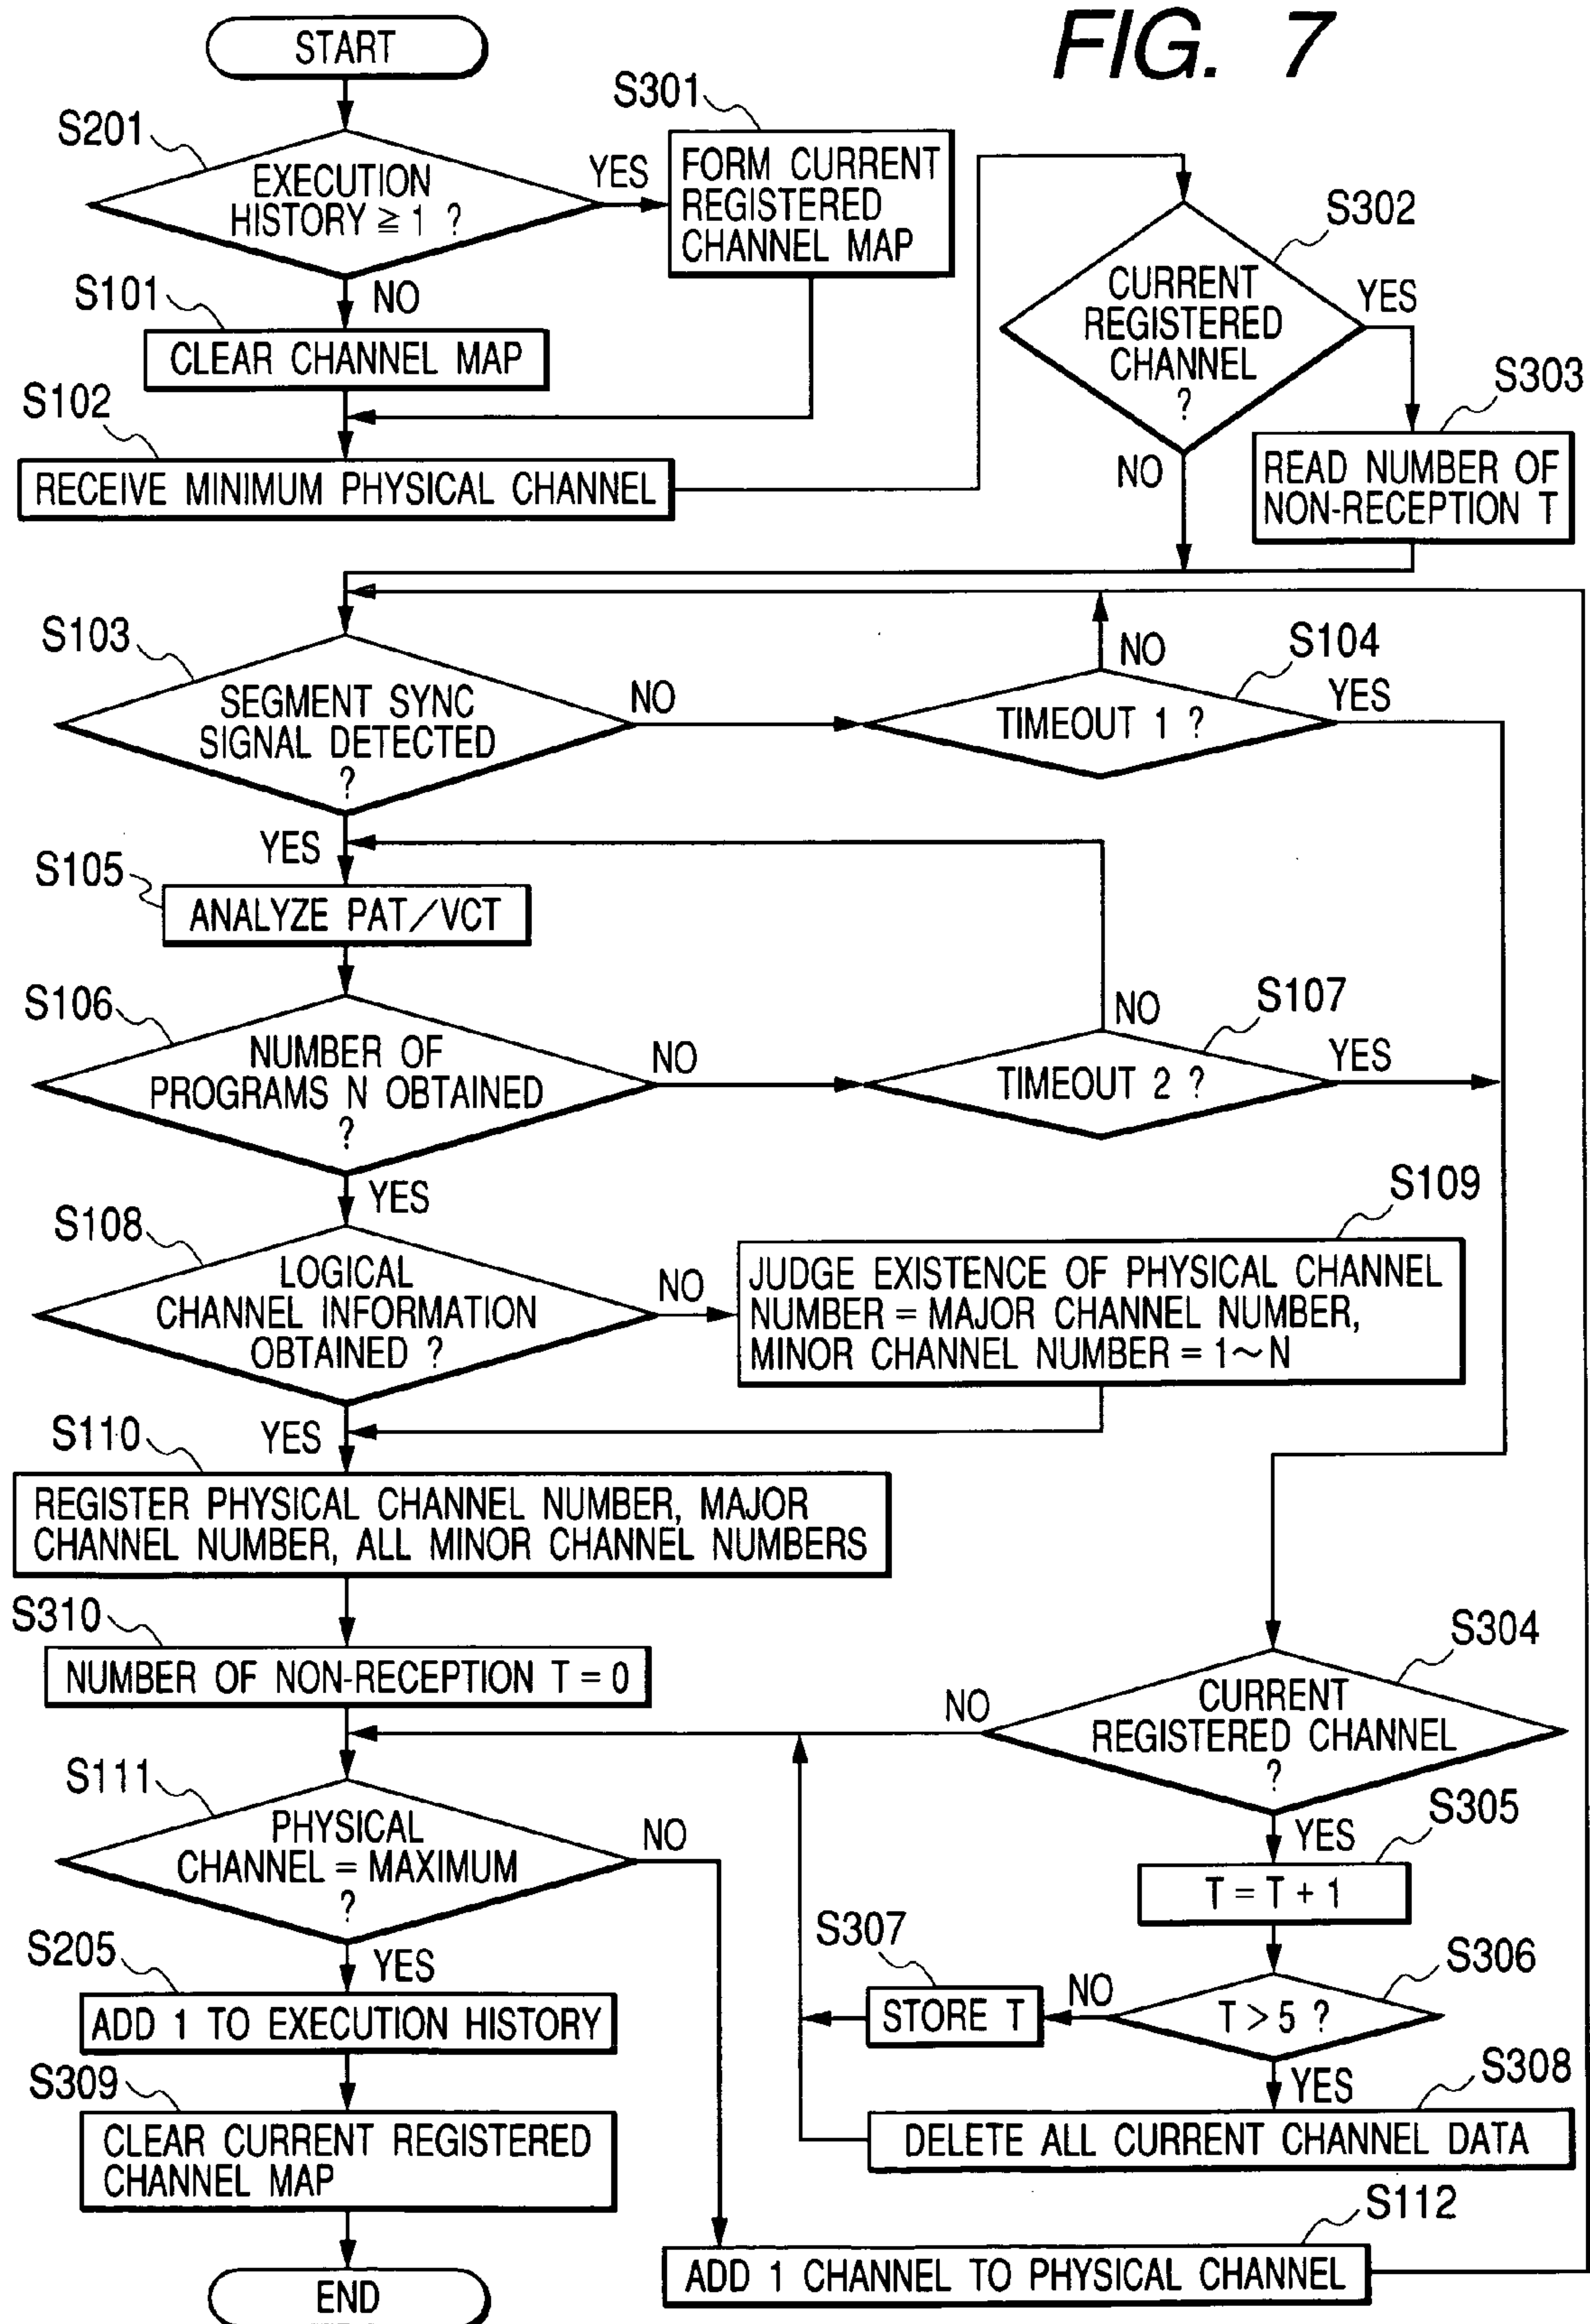 FIG. 7
START
S201
EXECUTION
HISTORY ≧ 1 ?
YES
NO
S301
FORM CURRENT
REGISTERED
CHANNEL MAP
S101
CLEAR CHANNEL MAP
S102
RECEIVE MINIMUM PHYSICAL CHANNEL
S302
CURRENT
REGISTERED
CHANNEL
?
YES
NO
S303
READ NUMBER OF
NON-RECEPTION T
S103
SEGMENT SYNC
SIGNAL DETECTED
?
NO
YES
S104
TIMEOUT 1 ?
NO
YES
S105
ANALYZE PAT/VCT
S106
NUMBER OF
PROGRAMS N OBTAINED
?
NO
YES
S107
TIMEOUT 2 ?
NO
YES
S108
LOGICAL
CHANNEL INFORMATION
OBTAINED ?
NO
YES
S109
JUDGE EXISTENCE OF PHYSICAL CHANNEL
NUMBER = MAJOR CHANNEL NUMBER,
MINOR CHANNEL NUMBER = 1~N
S110
REGISTER PHYSICAL CHANNEL NUMBER, MAJOR
CHANNEL NUMBER, ALL MINOR CHANNEL NUMBERS
S310
NUMBER OF NON-RECEPTION T = 0
S304
CURRENT
REGISTERED CHANNEL
?
NO
YES
S305
T = T + 1
S306
T > 5 ?
NO
YES
S307
STORE T
S308
DELETE ALL CURRENT CHANNEL DATA
S111
PHYSICAL
CHANNEL = MAXIMUM
?
NO
YES
S205
ADD 1 TO EXECUTION HISTORY
S309
CLEAR CURRENT REGISTERED
CHANNEL MAP
S112
ADD 1 CHANNEL TO PHYSICAL CHANNEL
END